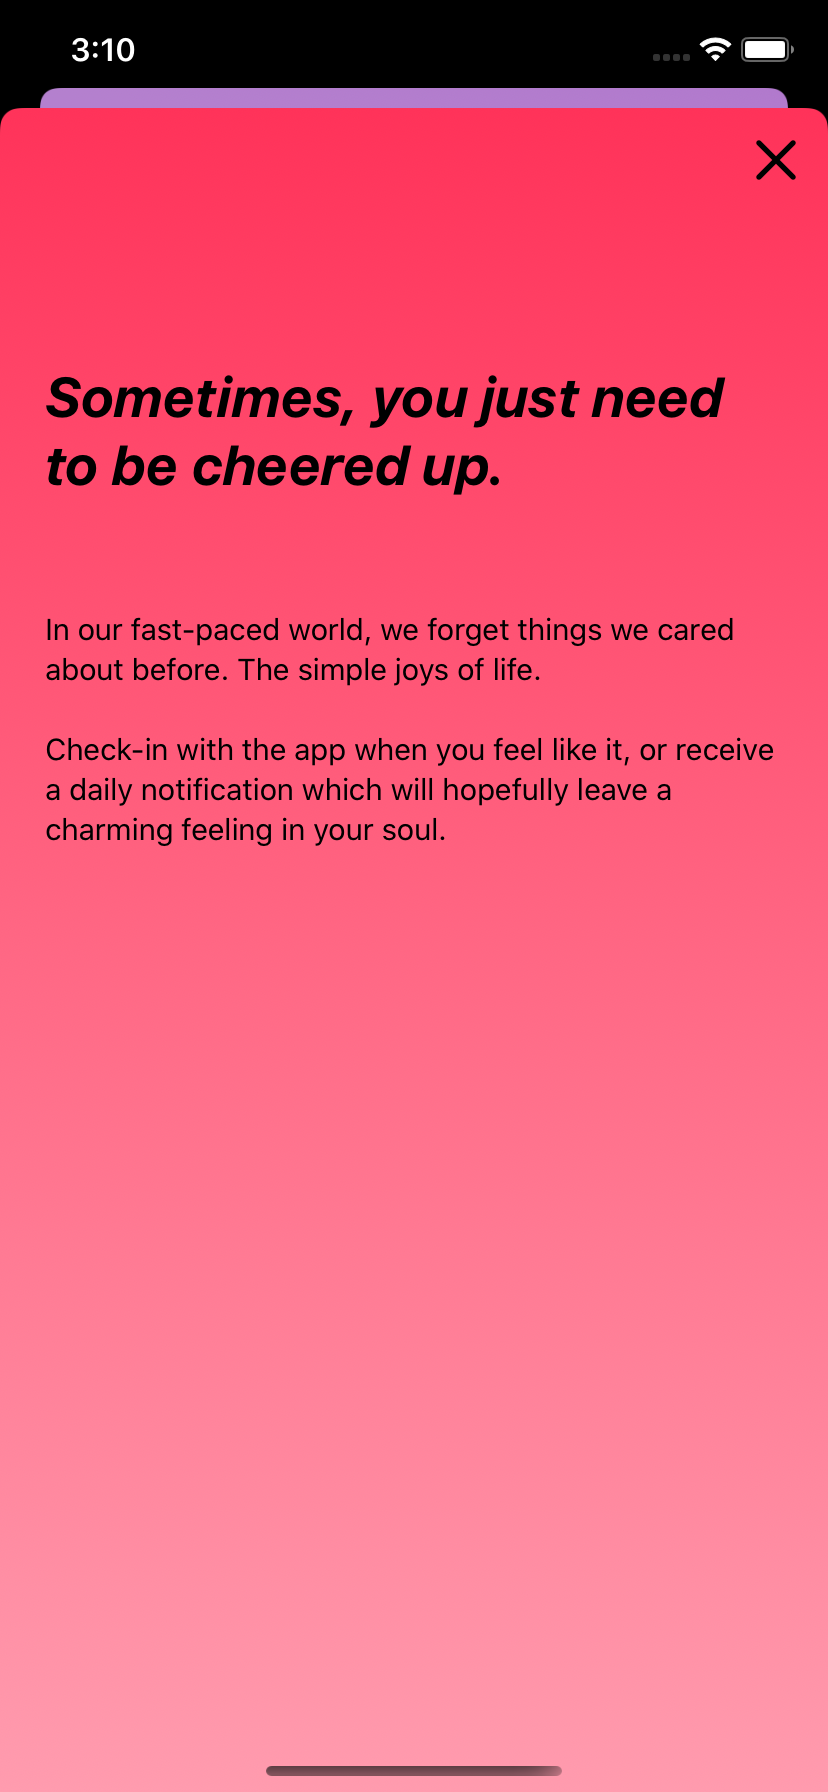 3:10
Sometimes, you just need
to be cheered up.
In our fast-paced world, we forget things we cared
about before. The simple joys of life.
Check-in with the app when you feel like it, or receive
a daily notification which will hopefully leave a
charming feeling in your soul.